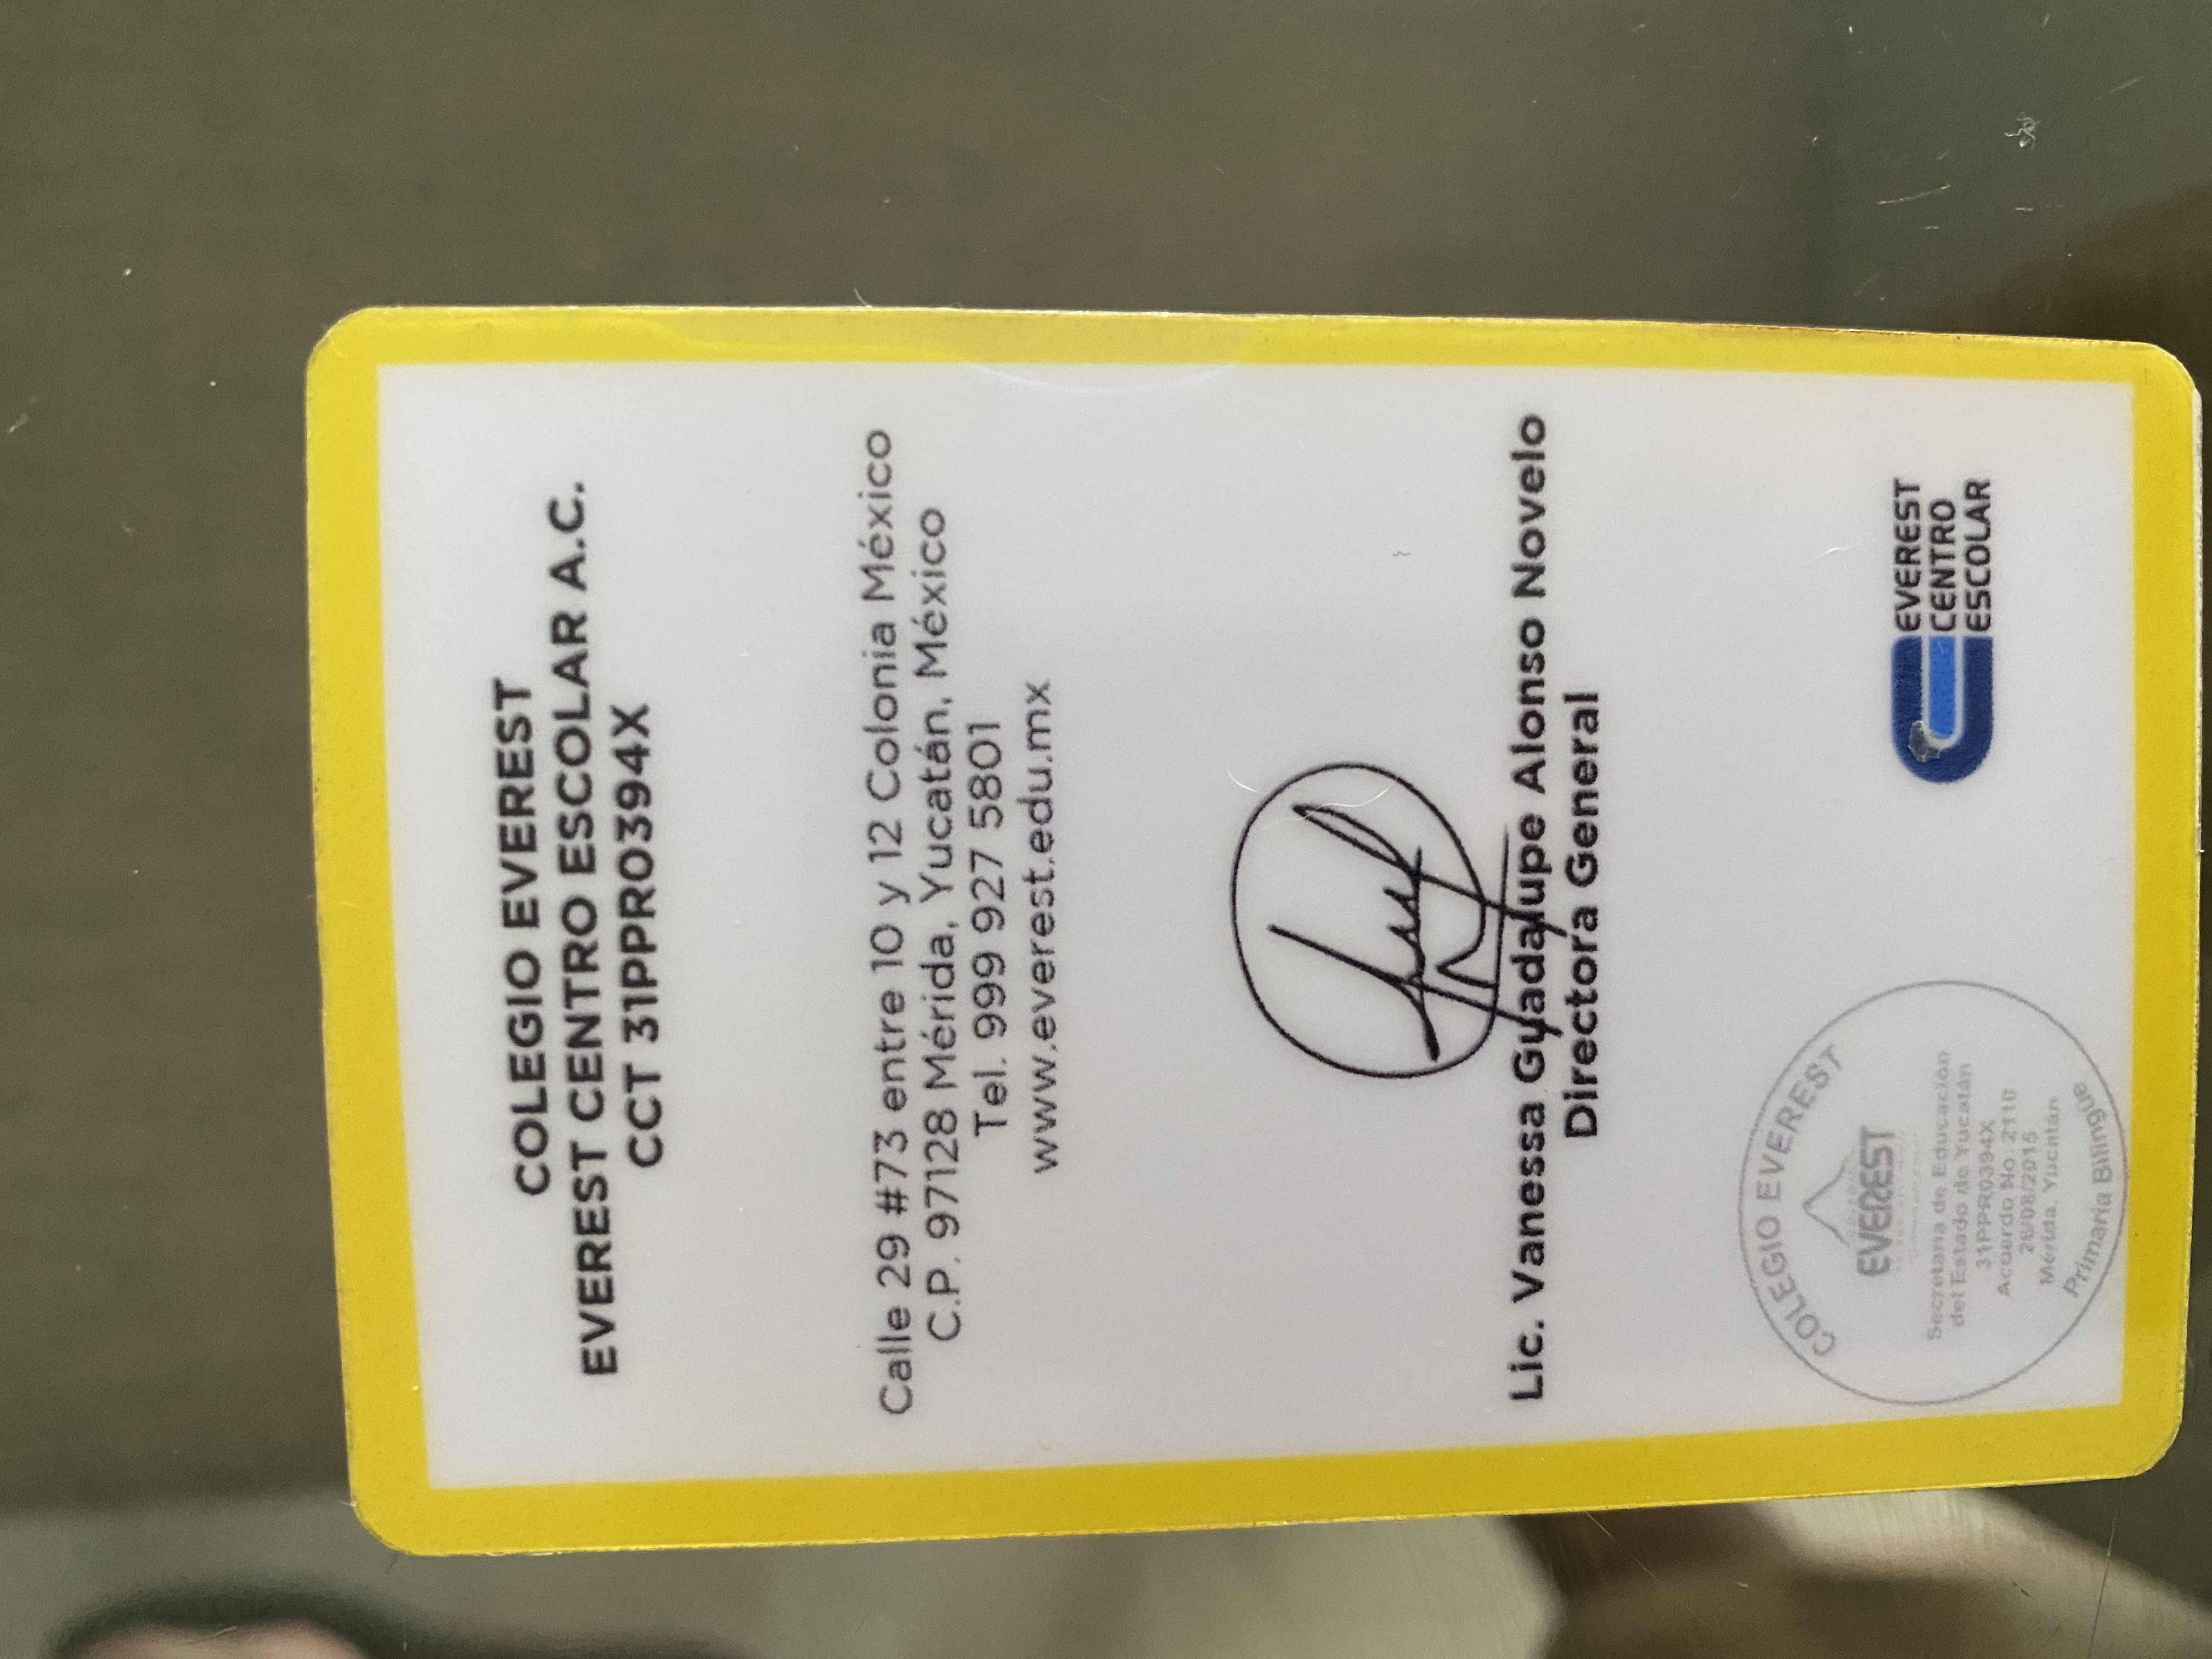 COLEGIO EVEREST
EVEREST CENTRO ESCOLAR A.C.
CCT 31PPR0394X
Calle 29 #73 entre 10 y 12 Colonia México
C.P. 97128 Mérida, Yucatán, México
Tel. 999 927 5801
www.everest.edu.mx
Lic. Vanessa Guadalupe Alonso Novelo
Directora General
COLEGIO EVEREST
EVEREST
Secretaría de Educación
del Estado de Yucatán
31PPR0394X
Acuerdo No. 2110
26/08/2015
Mérida, Yucatán
Primaria Bilingüe
EVEREST
CENTRO
ESCOLAR